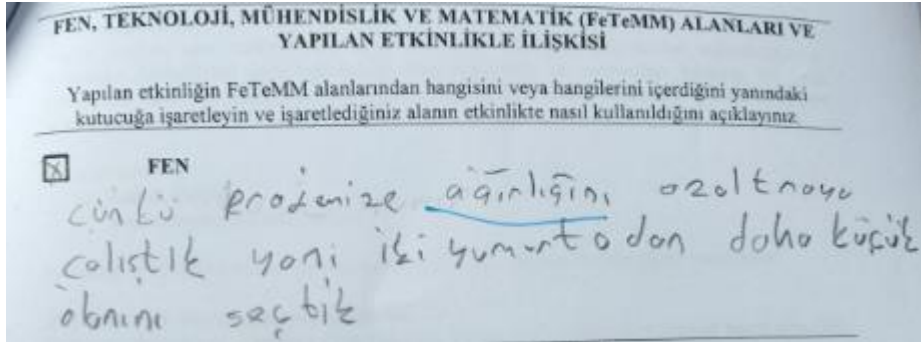 FEN, TEKNOLOJİ, MÜHENDİSLİK VE MATEMATİK (FeTeMM) ALANLARI VE
YAPILAN ETKİNLİKLE İLİŞKİSİ
Yapılan etkinliğin FeTeMM alanlarından hangisini veya hangilerini içerdiğini yanındaki
kutucuğa işaretleyin ve işaretlediğiniz alanın etkinlikte nasıl kullanıldığını açıklayınız
FEN
çünkü projemize ağırlığını azaltmaya
çalıştık yani iki yumurtadan daha küçük
olanını seçtik